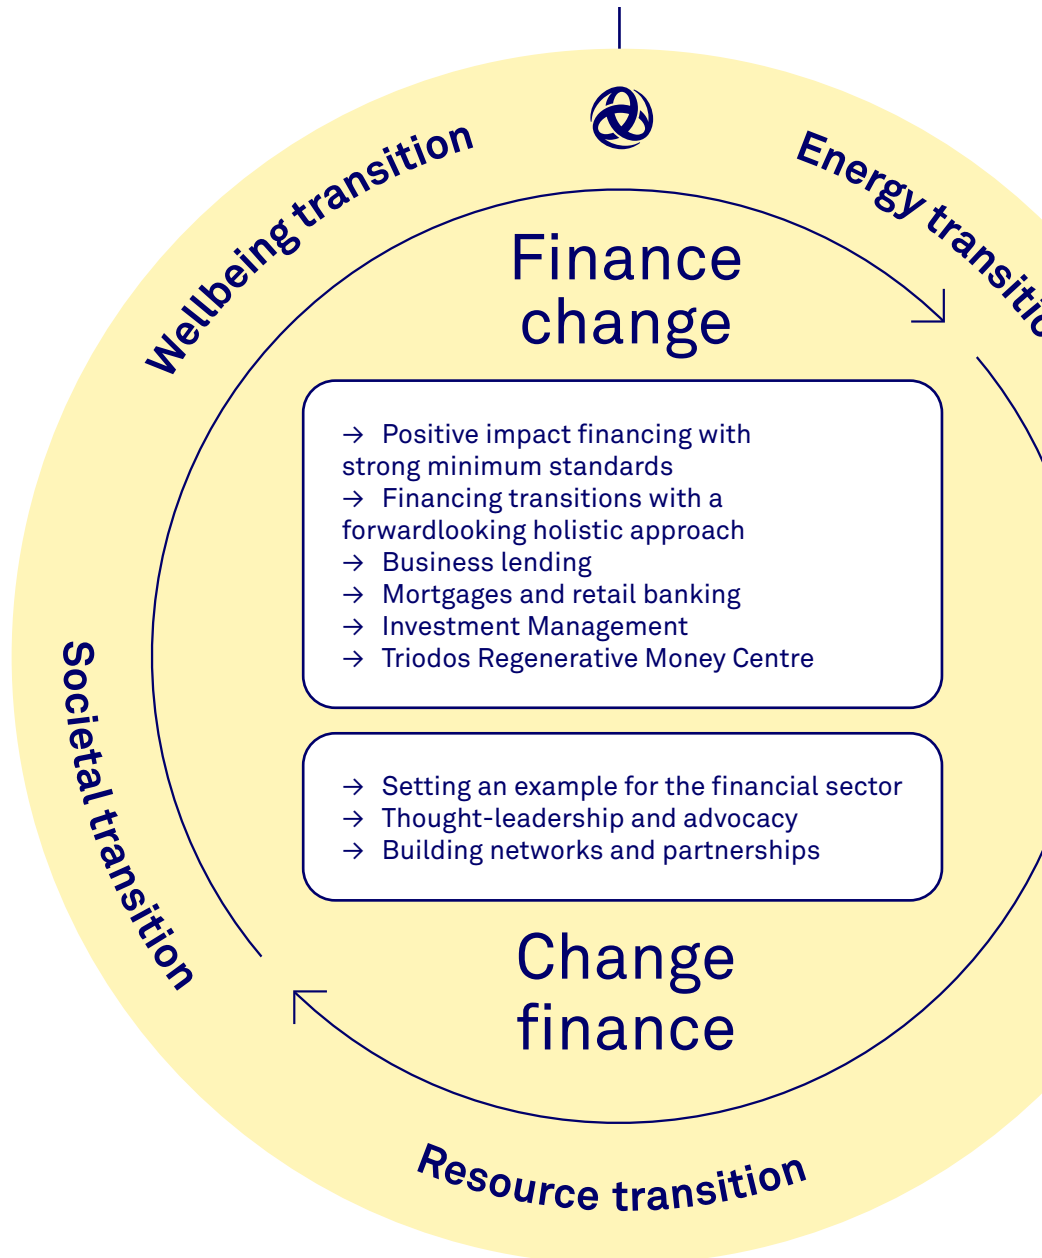 Wellbeing transition
Energy transitio
Finance
change
→ Positive impact financing with
strong minimum standards
→ Financing transitions with a
forwardlooking holistic approach
→ Business lending
→ Mortgages and retail banking
→ Investment Management
→ Triodos Regenerative Money Centre
Societal transition
→ Setting an example for the financial sector
→ Thought-leadership and advocacy
→ Building networks and partnerships
Change
finance
Resource transition